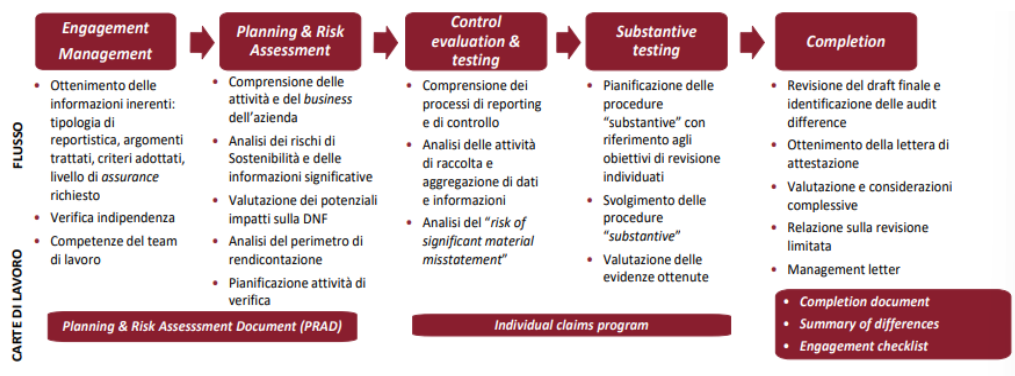 Engagement
Management
Planning & Risk
Assessment
Control
evaluation &
testing
Substantive
testing
Completion
FLUSSO
• Ottenimento delle
informazioni inerenti:
tipologia di
reportistica, argomenti
trattati, criteri adottati,
livello di assurance
richiesto
• Verifica indipendenza
• Competenze del team
di lavoro
• Comprensione delle
attività e del business
dell'azienda
• Analisi dei rischi di
Sostenibilità e delle
informazioni significative
• Valutazione dei potenziali
impatti sulla DNF
• Analisi del perimetro di
rendicontazione
• Pianificazione attività di
verifica
• Comprensione dei
processi di reporting
e di controllo
• Analisi delle attività
di raccolta e
aggregazione di dati
e informazioni
• Analisi del "risk of
significant material
misstatement"
• Pianificazione delle
procedure
"substantive" con
riferimento agli
obiettivi di revisione
individuati
• Svolgimento delle
procedure
"substantive"
• Valutazione delle
evidenze ottenute
• Revisione del draft finale e
identificazione delle audit
difference
• Ottenimento della lettera di
attestazione
• Valutazione e considerazioni
complessive
• Relazione sulla revisione
limitata
• Management letter
CARTE DI LAVORO
Planning & Risk Assessment Document (PRAD)
Individual claims program
• Completion document
• Summary of differences
• Engagement checklist